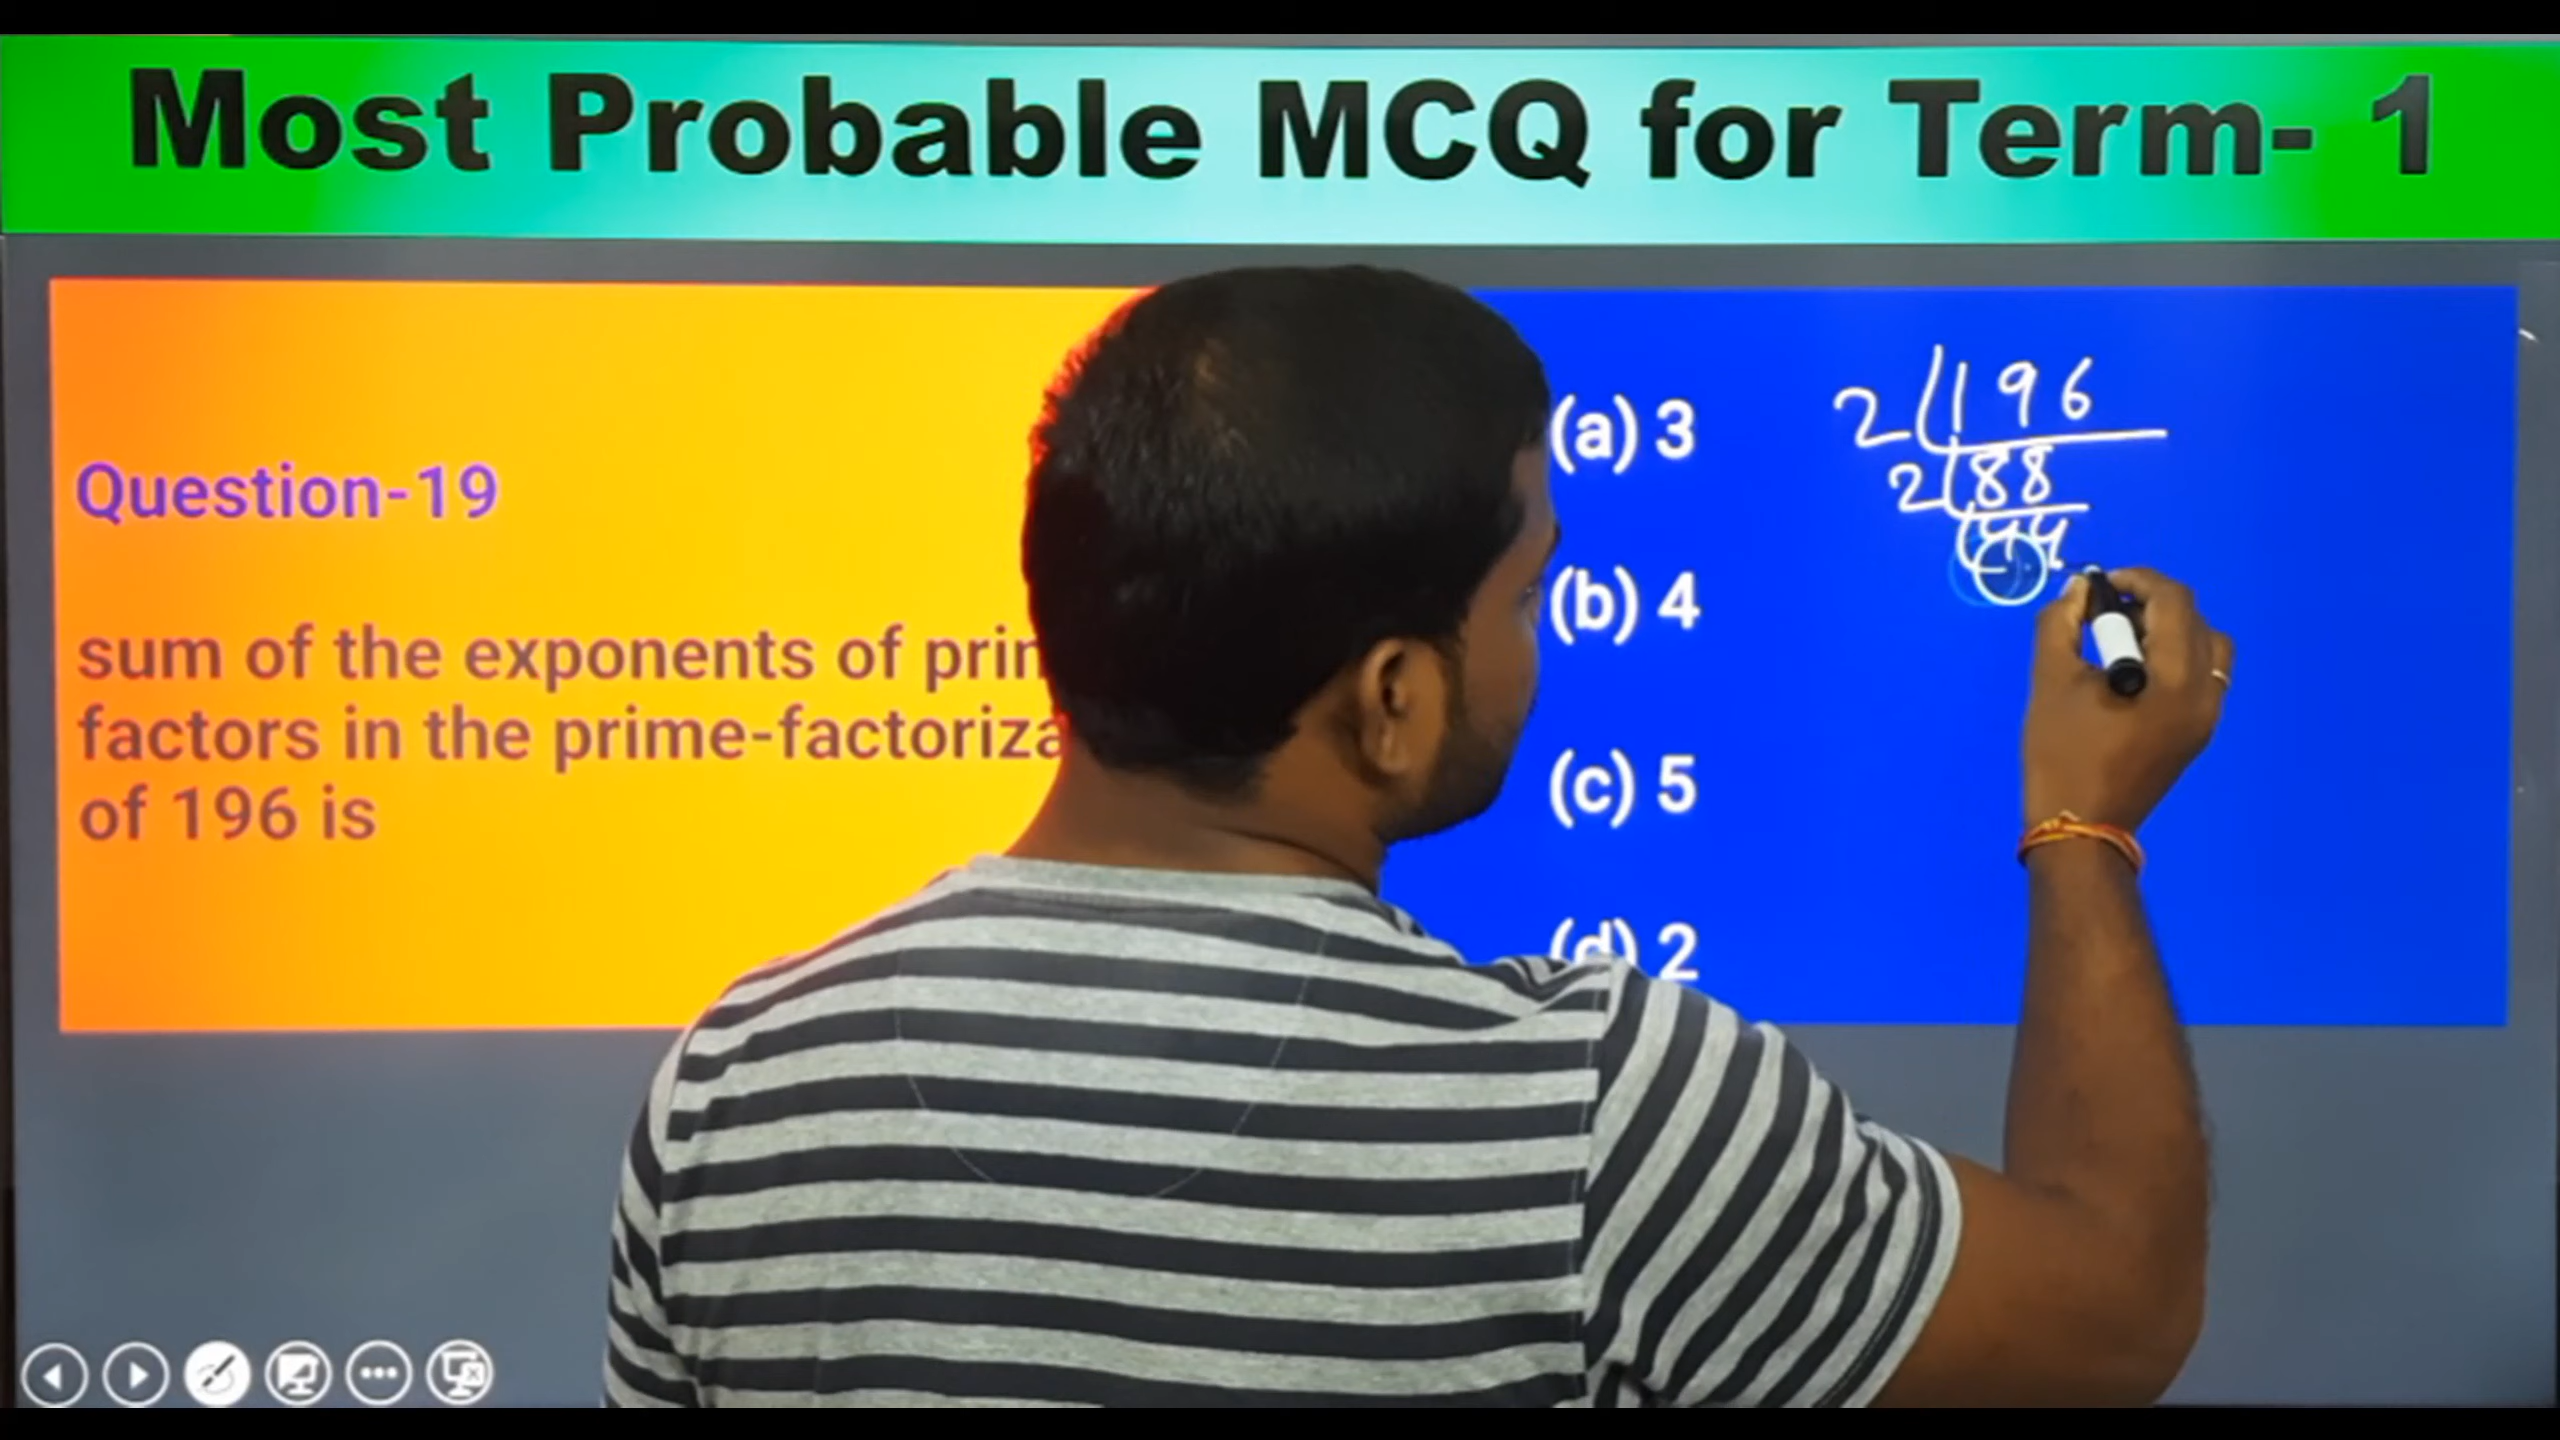 Most Probable MCQ for Term- 1
Question-19
sum of the exponents of prin
factors in the prime-factoriza
of 196 is
(a) 3
(b) 4
(c) 5
(d) 2
2 196
2 88
44